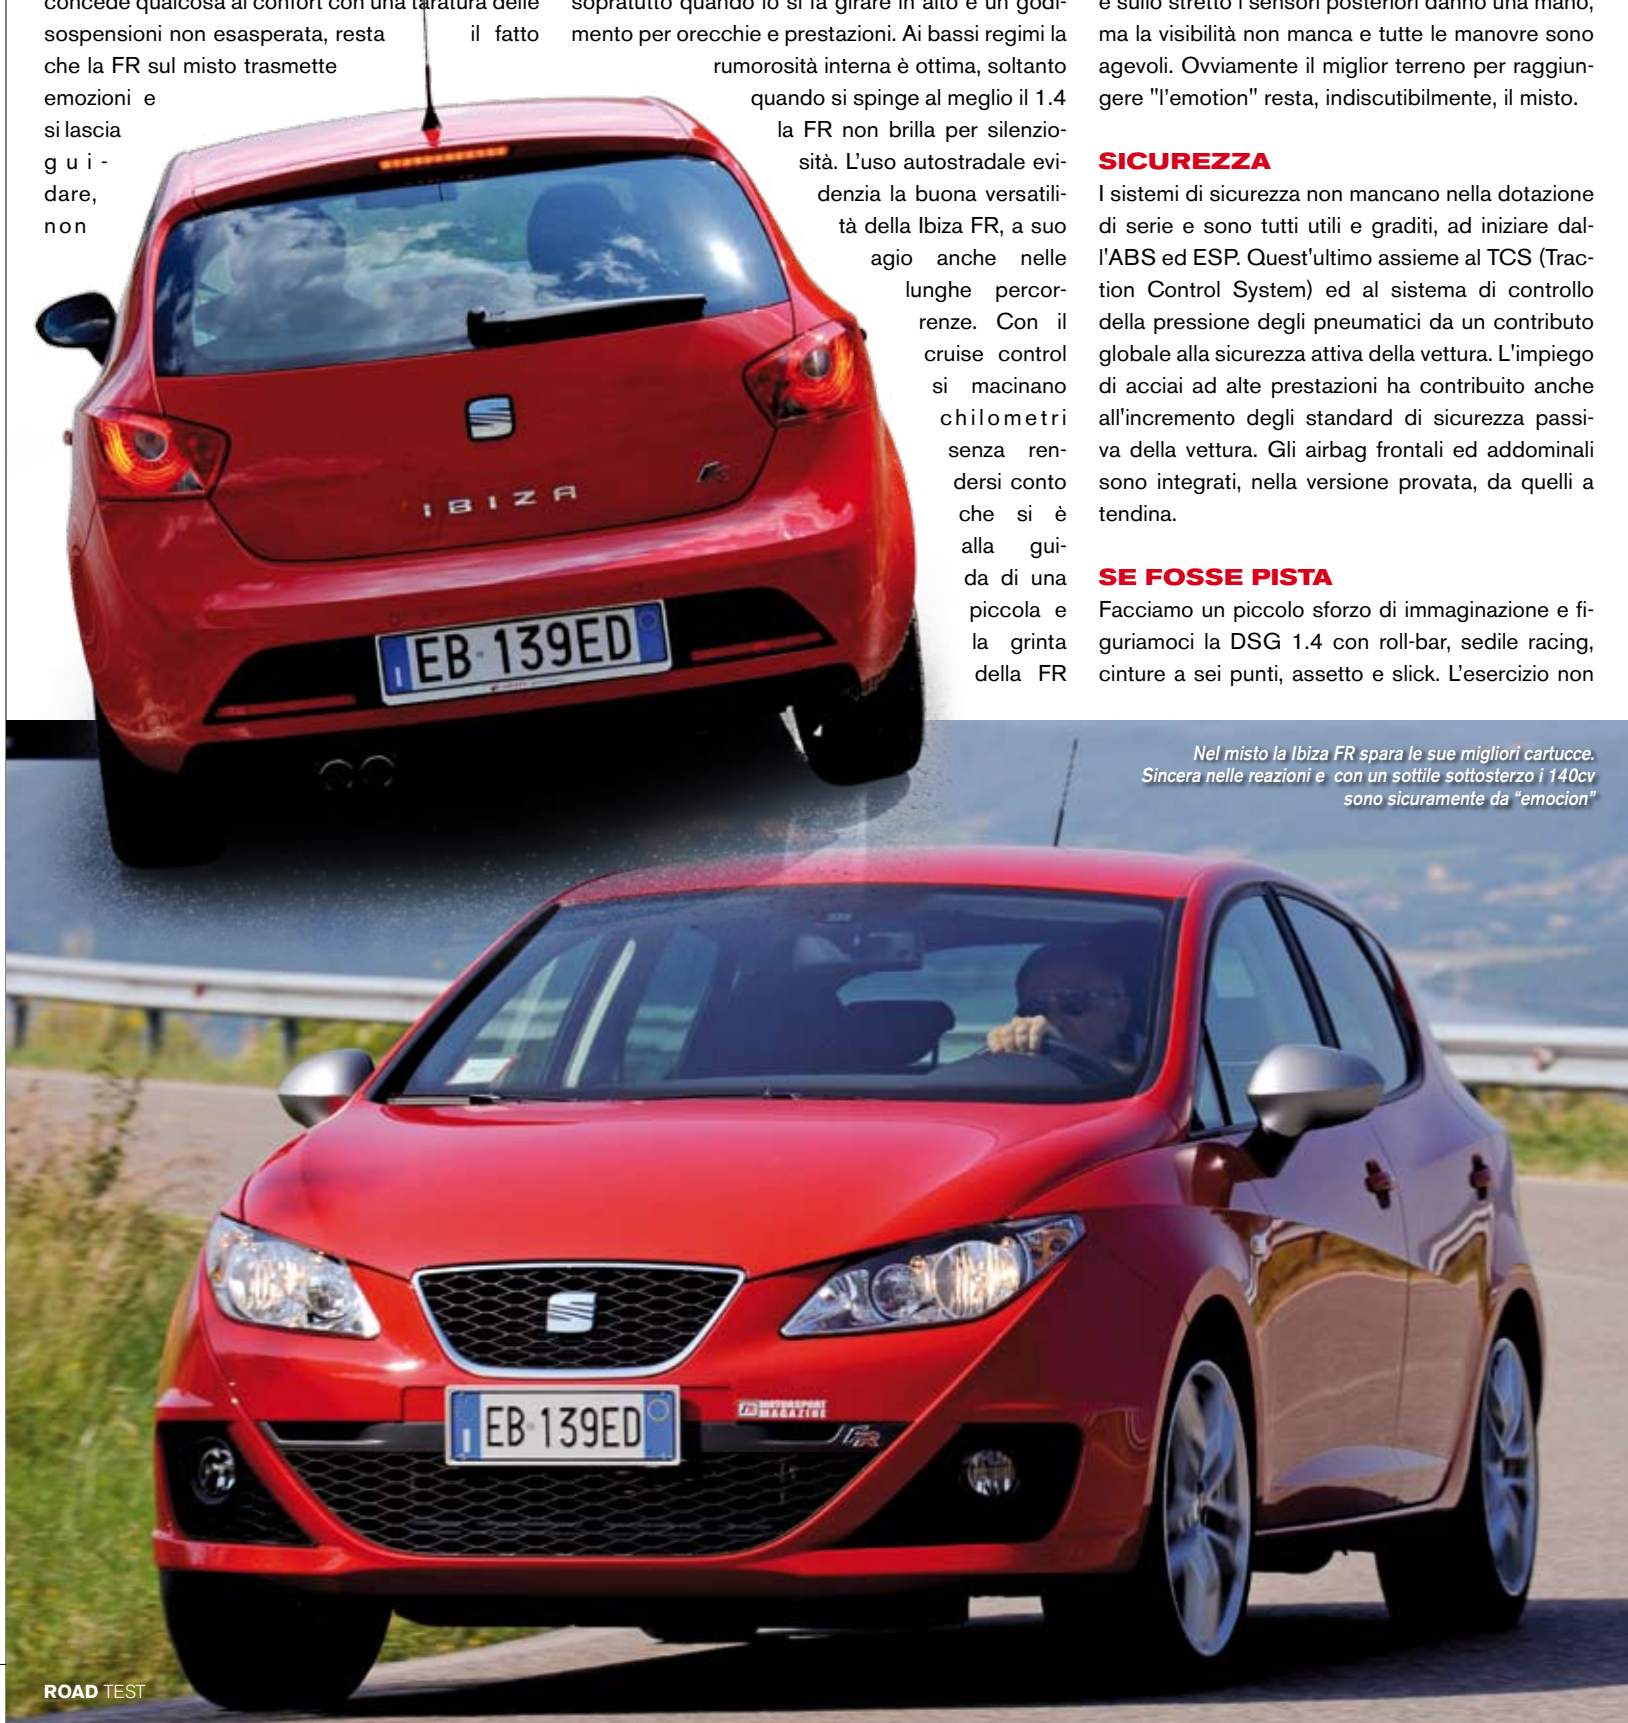 concede qualcosa al confort con una taratura delle
sospensioni non esasperata, resta il fatto
che la FR sul misto trasmette
emozioni e
si lascia
gui-
dare,
non
sopratutto quando lo si fa girare in alto è un godi-
mento per orecchie e prestazioni. Ai bassi regimi la
rumorosità interna è ottima, soltanto
quando si spinge al meglio il 1.4
la FR non brilla per silenzio-
sità. L'uso autostradale evi-
denzia la buona versatili-
tà della Ibiza FR, a suo
agio anche nelle
lunghe percor-
renze. Con il
cruise control
si macinano
chilometri
senza ren-
dersi conto
che si è
alla gui-
da di una
piccola e
la grinta
della FR
e sullo stretto i sensori posteriori danno una mano,
ma la visibilità non manca e tutte le manovre sono
agevoli. Ovviamente il miglior terreno per raggiun-
gere "l'emotion" resta, indiscutibilmente, il misto.
SICUREZZA
I sistemi di sicurezza non mancano nella dotazione
di serie e sono tutti utili e graditi, ad iniziare dal-
l'ABS ed ESP. Quest'ultimo assieme al TCS (Trac-
tion Control System) ed al sistema di controllo
della pressione degli pneumatici da un contributo
globale alla sicurezza attiva della vettura. L'impiego
di acciai ad alte prestazioni ha contribuito anche
all'incremento degli standard di sicurezza passi-
va della vettura. Gli airbag frontali ed addominali
sono integrati, nella versione provata, da quelli a
tendina.
SE FOSSE PISTA
Facciamo un piccolo sforzo di immaginazione e fi-
guriamoci la DSG 1.4 con roll-bar, sedile racing,
cinture a sei punti, assetto e slick. L'esercizio non
IBIZA
FR
I EB 139ED
Nel misto la Ibiza FR spara le sue migliori cartucce.
Sincera nelle reazioni e con un sottile sottosterzo i 140cv
sono sicuramente da “emocion”
I EB 139ED
MOTORSPORT
MAGAZINE
FR
ROAD TEST